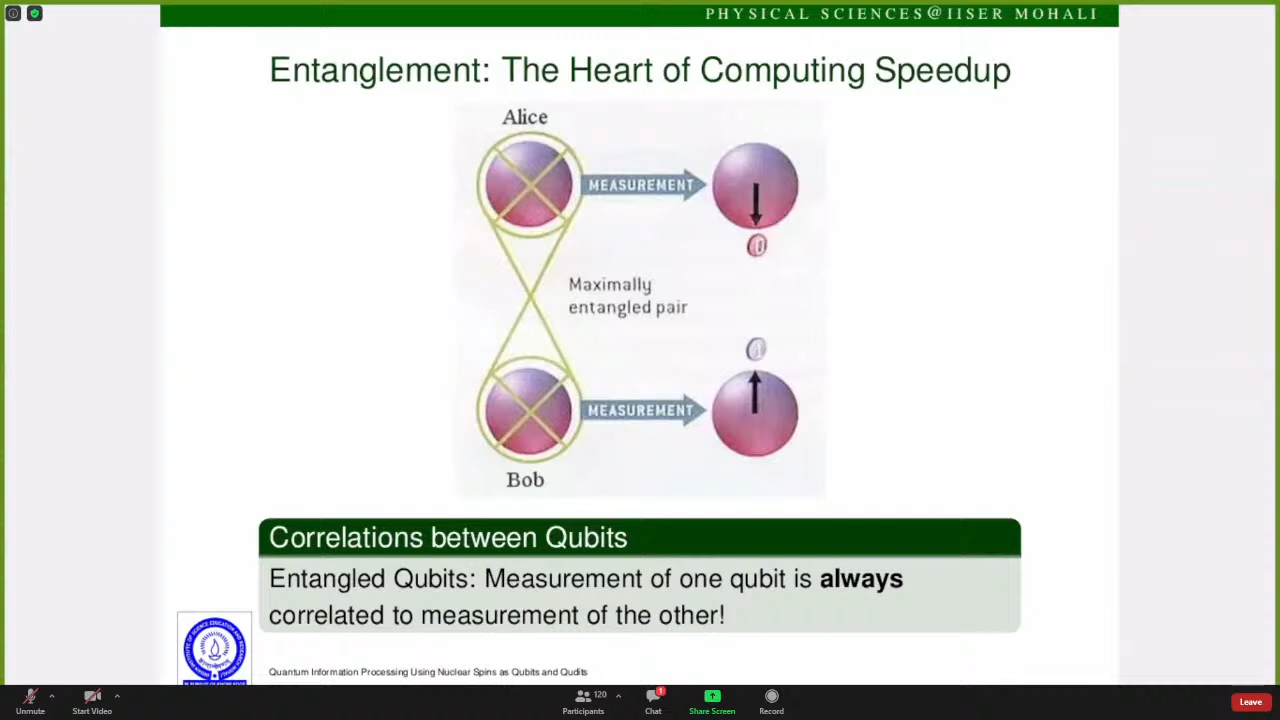 PHYSICAL SCIENCES@IISER MOHALI
Entanglement: The Heart of Computing Speedup
Alice
MEASUREMENT
0
Maximally
entangled pair
1
MEASUREMENT
Bob
Correlations between Qubits
Entangled Qubits: Measurement of one qubit is always
correlated to measurement of the other!
Quantum Information Processing Using Nuclear Spins as Qubits and Qudits
Unmute
Start Video
120
Participants
1
Chat
Share Screen
Record
Leave